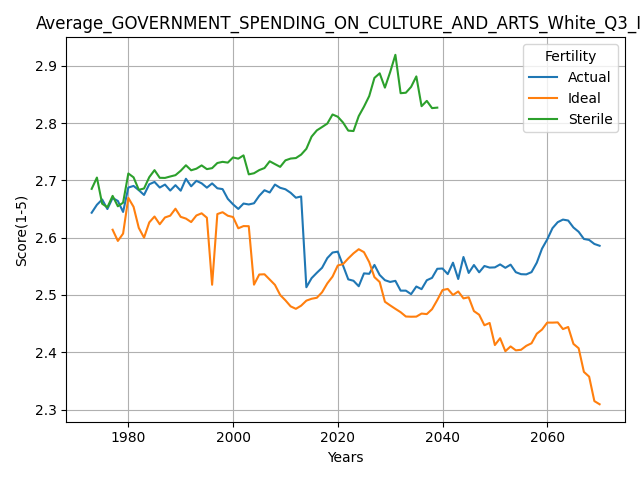 Average_GOVERNMENT_SPENDING_ON_CULTURE_AND_ARTS_White_Q3_I
Fertility
Actual
Ideal
Sterile
Score(1-5)
2.9
2.8
2.7
2.6
2.5
2.4
2.3
1980 2000 2020 2040 2060
Years